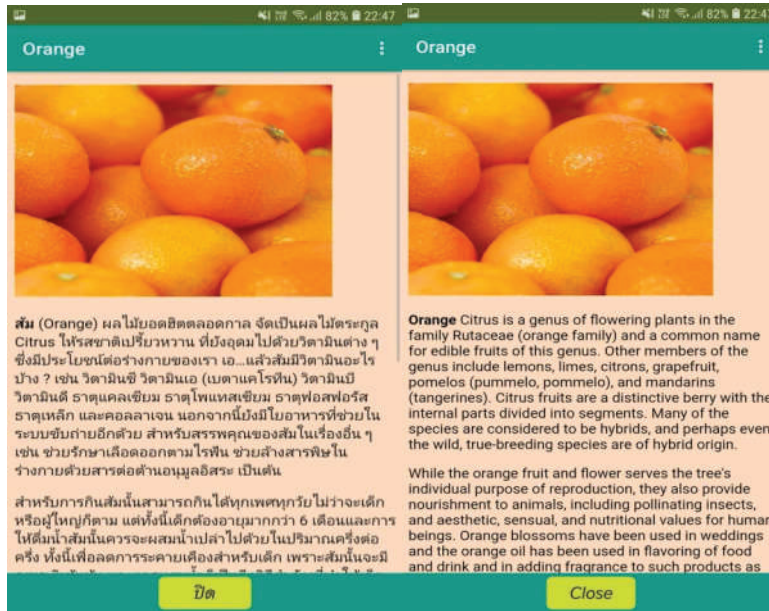 82% 22:47
Orange
ส้ม (Orange) ผลไม้ยอดฮิตตลอดกาล จัดเป็นผลไม้ตระกูล
Citrus ให้รสชาติเปรี้ยวหวาน ที่ยังอุดมไปด้วยวิตามินต่าง ๆ
ซึ่งมีประโยชน์ต่อร่างกายของเรา เอ...แล้วส้มมีวิตามินอะไร
บ้าง ? เช่น วิตามินซี วิตามินเอ (เบตาแคโรทีน) วิตามินบี
วิตามินดี ธาตุแคลเซียม ธาตุโพแทสเซียม ธาตุฟอสฟอรัส
ธาตุเหล็ก และคอลลาเจน นอกจากนี้ยังมีใยอาหารที่ช่วยใน
ระบบขับถ่ายอีกด้วย สำหรับสรรพคุณของส้มในเรื่องอื่น ๆ
เช่น ช่วยรักษาเลือดออกตามไรฟัน ช่วยล้างสารพิษใน
ร่างกายด้วยสารต่อต้านอนุมูลอิสระ เป็นต้น
สำหรับการกินส้มนั้นสามารถกินได้ทุกเพศทุกวัยไม่ว่าจะเด็ก
หรือผู้ใหญ่ก็ตาม แต่ทั้งนี้เด็กต้องอายุมากกว่า 6 เดือนและการ
ให้ดื่มน้ำส้มนั้นควรจะผสมน้ำเปล่าไปด้วยในปริมาณครึ่งต่อ
ครึ่ง ทั้งนี้เพื่อลดการระคายเคืองสำหรับเด็ก เพราะส้มนั้นจะมี
ปิด
82% 22:47
Orange
Orange Citrus is a genus of flowering plants in the
family Rutaceae (orange family) and a common name
for edible fruits of this genus. Other members of the
genus include lemons, limes, citrons, grapefruit,
pomelos (pummelo, pommelo), and mandarins
(tangerines). Citrus fruits are a distinctive berry with the
internal parts divided into segments. Many of the
species are considered to be hybrids, and perhaps even
the wild, true-breeding species are of hybrid origin.
While the orange fruit and flower serves the tree's
individual purpose of reproduction, they also provide
nourishment to animals, including pollinating insects,
and aesthetic, sensual, and nutritional values for human
beings. Orange blossoms have been used in weddings
and the orange oil has been used in flavoring of food
and drink and in adding fragrance to such products as
Close